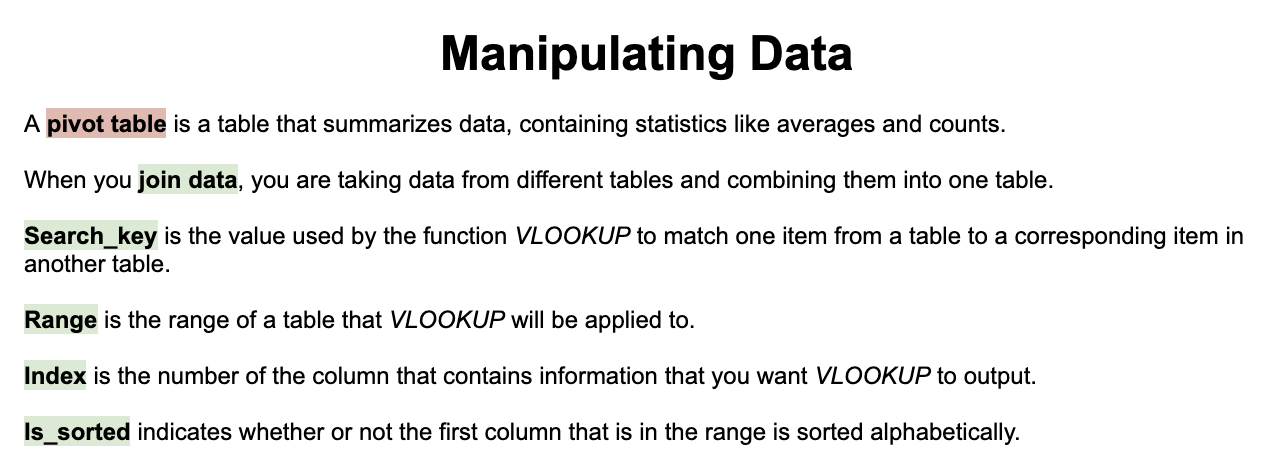 Manipulating Data
A pivot table is a table that summarizes data, containing statistics like averages and counts.
When you join data, you are taking data from different tables and combining them into one table.
Search_key is the value used by the function VLOOKUP to match one item from a table to a corresponding item in
another table.
Range is the range of a table that VLOOKUP will be applied to.
Index is the number of the column that contains information that you want VLOOKUP to output.
Is_sorted indicates whether or not the first column that is in the range is sorted alphabetically.